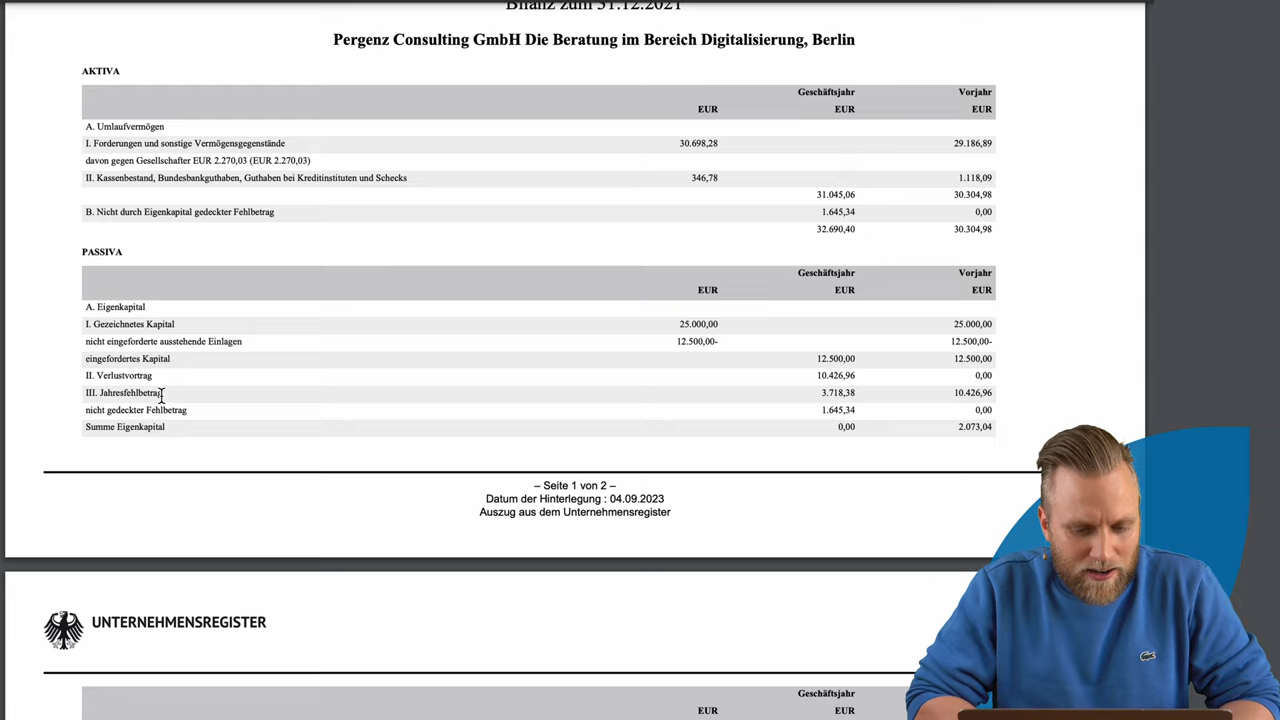 Bilanz zum 31.12.2021
Pergenz Consulting GmbH Die Beratung im Bereich Digitalisierung, Berlin
AKTIVA
Geschäftsjahr Vorjahr
EUR EUR EUR
A. Umlaufvermögen
I. Forderungen und sonstige Vermögensgegenstände 30.698,28 29.186,89
davon gegen Gesellschafter EUR 2.270,03 (EUR 2.270,03)
II. Kassenbestand, Bundesbankguthaben, Guthaben bei Kreditinstituten und Schecks 346,78 1.118,09
31.045,06 30.304,98
B. Nicht durch Eigenkapital gedeckter Fehlbetrag 1.645,34 0,00
32.690,40 30.304,98
PASSIVA
Geschäftsjahr Vorjahr
EUR EUR EUR
A. Eigenkapital
I. Gezeichnetes Kapital 25.000,00 25.000,00
nicht eingeforderte ausstehende Einlagen 12.500,00- 12.500,00-
eingefordertes Kapital 12.500,00 12.500,00
II. Verlustvortrag 10.426,96 0,00
III. Jahresfehlbetrag 3.718,38 10.426,96
nicht gedeckter Fehlbetrag 1.645,34 0,00
Summe Eigenkapital 0,00 2.073,04
– Seite 1 von 2 –
Datum der Hinterlegung : 04.09.2023
Auszug aus dem Unternehmensregister
UNTERNEHMENSREGISTER
Geschäftsjahr
EUR EUR